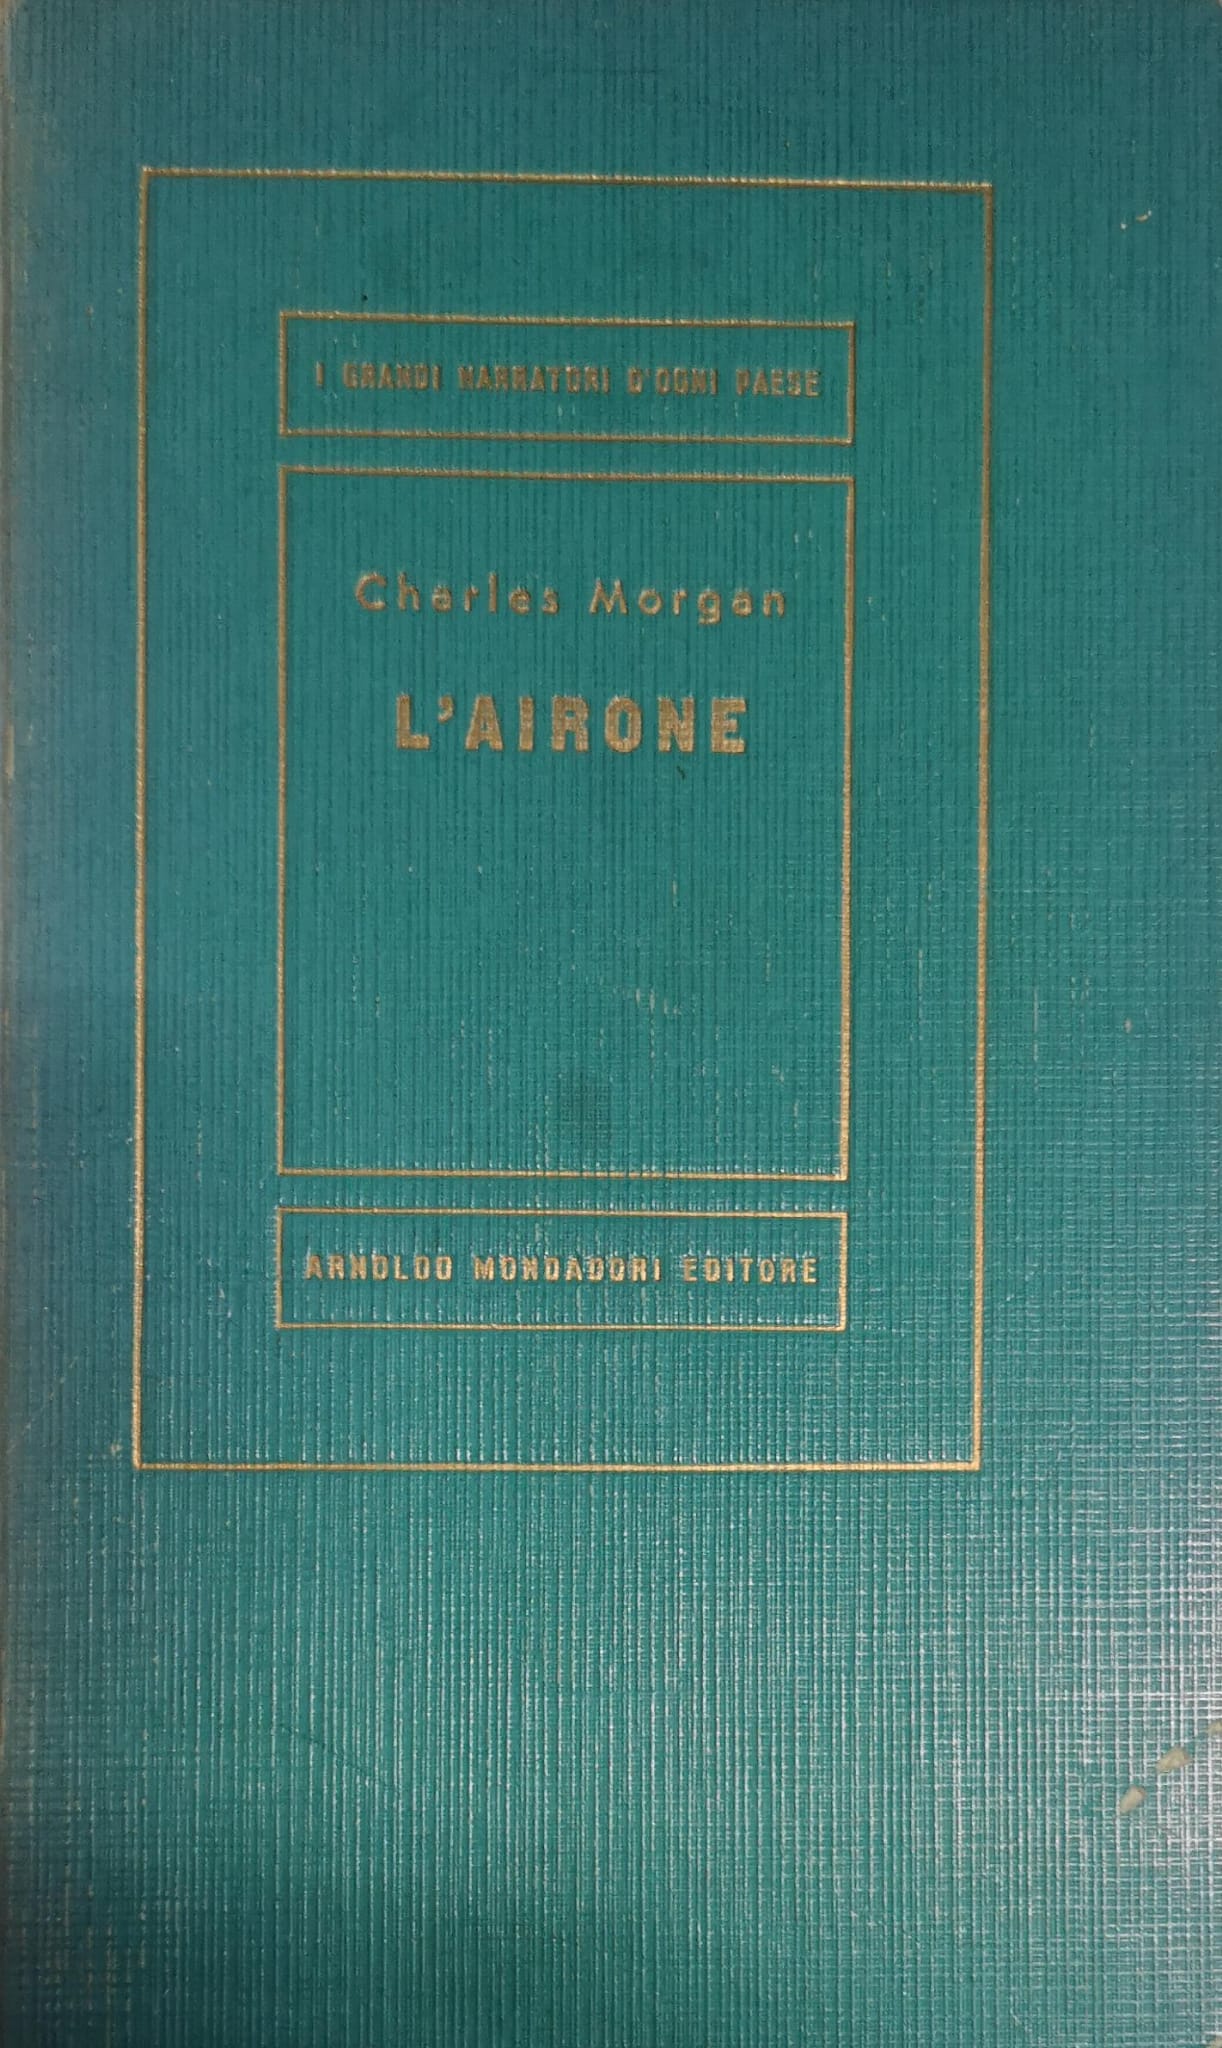 I GRANDI NARRATORI D'OGNI PAESE
Charles Morgan
L'AIRONE
ARNOLDO MONDADORI EDITORE